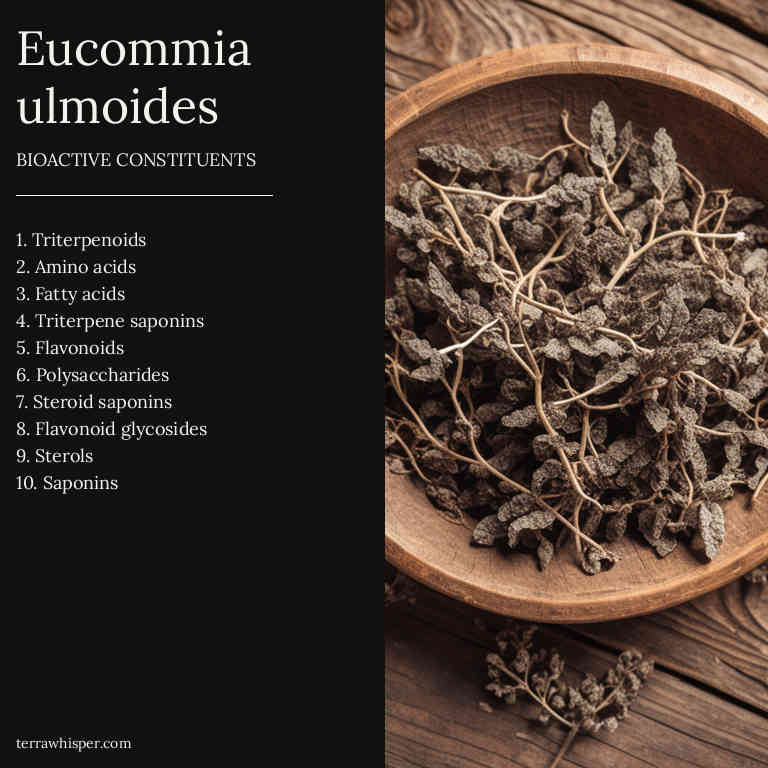 Eucommia
ulmoides
BIOACTIVE CONSTITUENTS
1. Triterpenoids
2. Amino acids
3. Fatty acids
4. Triterpene saponins
5. Flavonoids
6. Polysaccharides
7. Steroid saponins
8. Flavonoid glycosides
9. Sterols
10. Saponins
terrawhisper.com